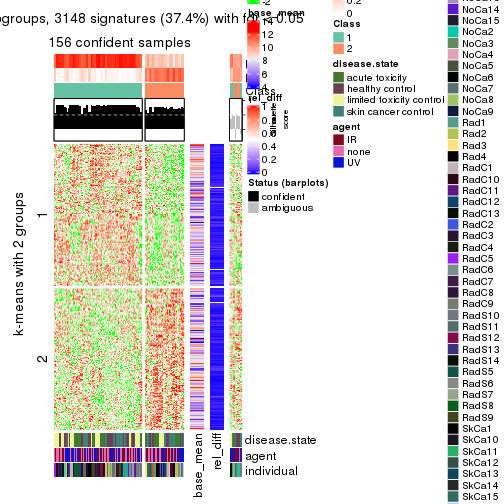 groups, 3148 signatures (37.4%) with
0.05
156 confident samples
k-means with 2 groups
1
2
base_mean
rel_diff
disease.state
agent
individual
-2
base_mean
12
10
8
6
4
rel_diff
1
0.8
0.6
0.4
0.2
0
score
Status (barplots)
confident
ambiguous
0.2
0
Class
1
2
disease.state
acute toxicity
healthy control
limited toxicity control
skin cancer control
agent
IR
none
UV
NoCa14
NoCa15
NoCa2
NoCa3
NoCa4
NoCa5
NoCa6
NoCa7
NoCa8
NoCa9
Rad1
Rad2
Rad3
Rad4
RadC1
RadC10
RadC11
RadC12
RadC13
RadC2
RadC3
RadC4
RadC5
RadC6
RadC7
RadC8
RadC9
RadS10
RadS11
RadS12
RadS13
RadS14
RadS5
RadS6
RadS7
RadS8
RadS9
SkCa1
SkCa10
SkCa11
SkCa12
SkCa13
SkCa14
SkCa15